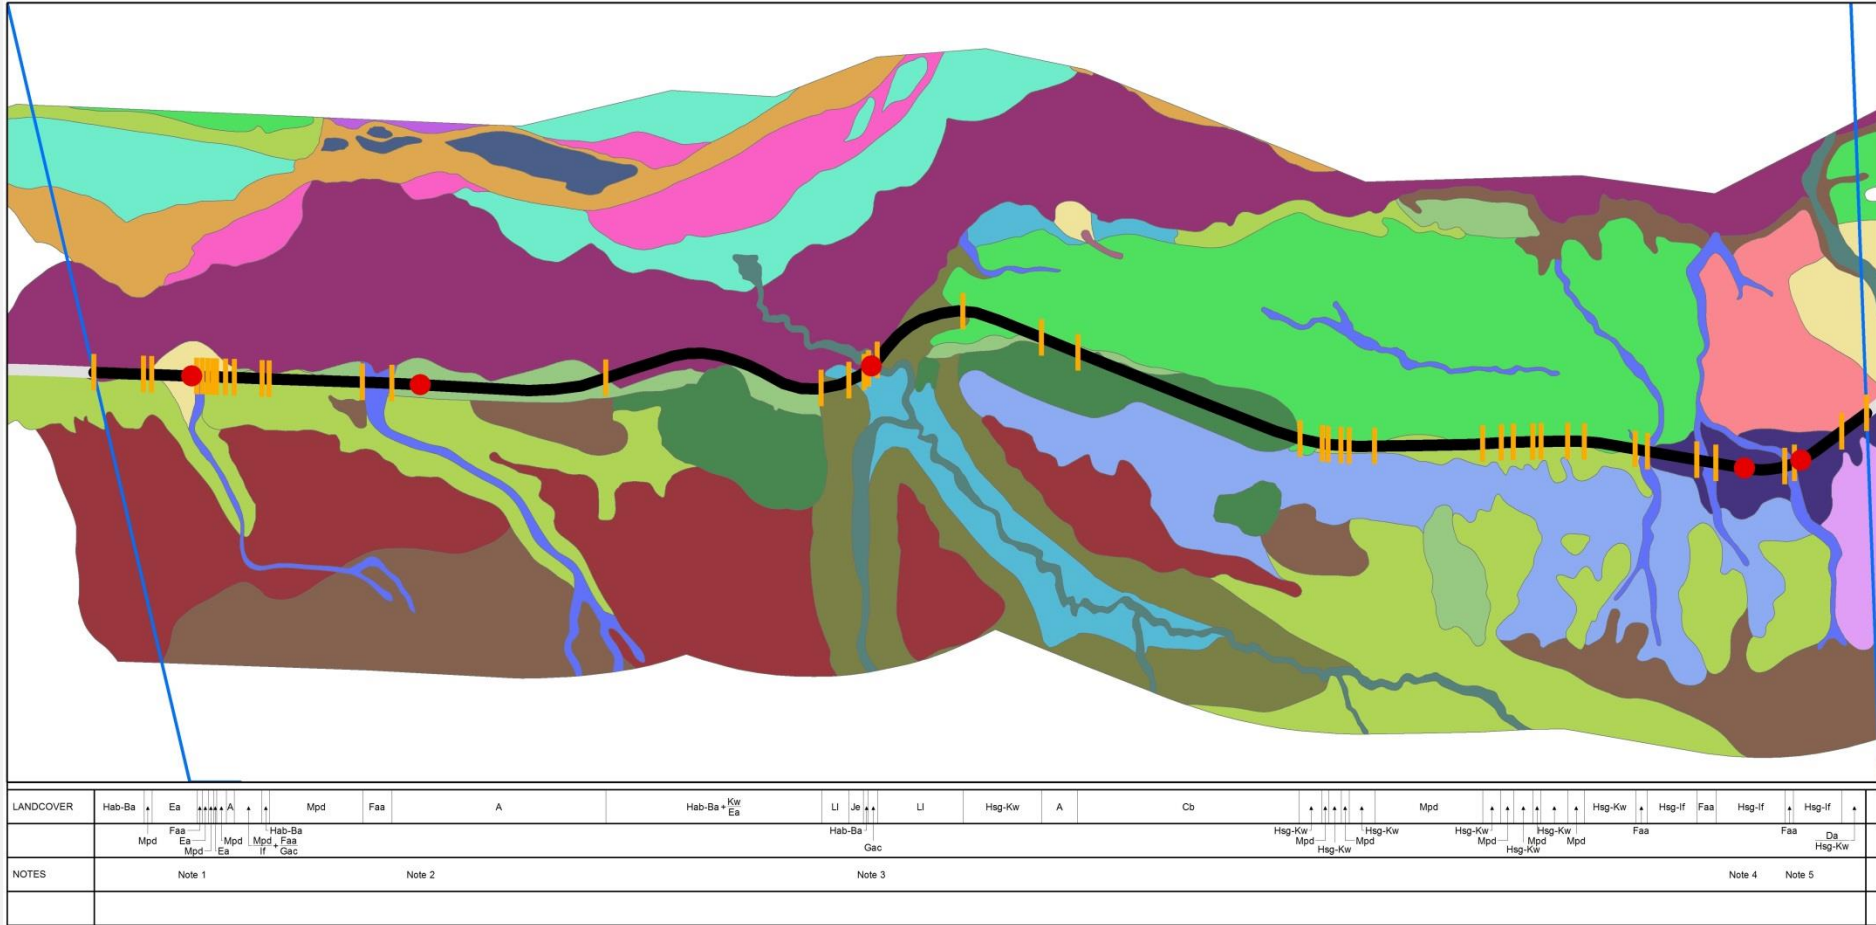 LANDCOVER Hab-Ba Ea A Mpd Faa A Hab-Ba + Kw/Ea Ll Je Ll Hsg-Kw A Cb Mpd Hsg-Kw Hsg-If Faa Hsg-If Hsg-If
Faa Hab-Ba Hab-Ba Hsg-Kw Hsg-Kw Hsg-Kw Hsg-Kw Faa Faa Da
Mpd Ea Mpd Mpd + Faa Mpd Mpd Mpd Mpd Mpd
Mpd Ea If Gac Gac Hsg-Kw Hsg-Kw Hsg-Kw
NOTES Note 1 Note 2 Note 3 Note 4 Note 5